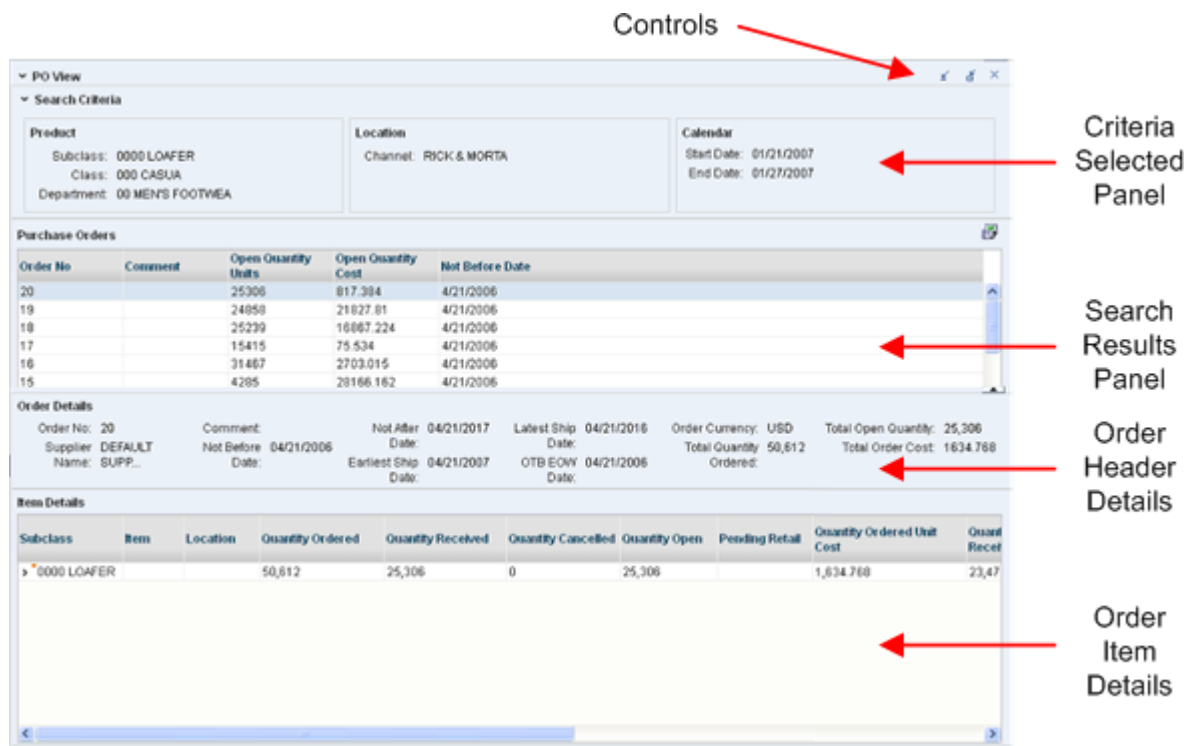 Controls
PO View
Search Criteria
Product
Subclass: 0000 LOAFER
Class: 000 CASUA
Department: 00 MEN'S FOOTWEA
Location
Channel: RICK & MORTA
Calendar
Start Date: 01/21/2007
End Date: 01/27/2007
Criteria
Selected
Panel
Purchase Orders
Order No Comment Open Quantity Units Open Quantity Cost Not Before Date
20 25306 817.384 4/21/2006
19 24858 21827.81 4/21/2006
18 25239 16867.224 4/21/2006
17 15415 75.534 4/21/2006
16 31467 2703.015 4/21/2006
15 4285 28166.162 4/21/2006
Search
Results
Panel
Order Details
Order No: 20
Supplier Name: DEFAULT SUPP...
Comment:
Not Before Date: 04/21/2006
Not After Date: 04/21/2017
Earliest Ship Date: 04/21/2007
Latest Ship Date: 04/21/2016
OTB EOW Date: 04/21/2006
Order Currency: USD
Total Quantity Ordered: 50,612
Total Open Quantity: 25,306
Total Order Cost: 1634.768
Order
Header
Details
Item Details
Subclass Item Location Quantity Ordered Quantity Received Quantity Cancelled Quantity Open Pending Retail Quantity Ordered Unit Cost Quant Recei
0000 LOAFER 50,612 25,306 0 25,306 1,634.768 23,47
Order
Item
Details